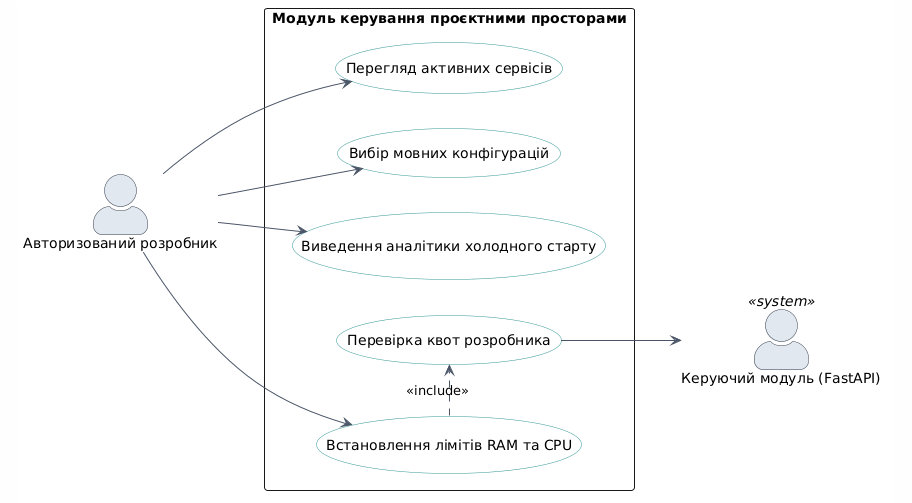 Модуль керування проєктними просторами
Перегляд активних сервісів
Вибір мовних конфігурацій
Авторизований розробник
Виведення аналітики холодного старту
«system»
Перевірка квот розробника
Керуючий модуль (FastAPI)
«include»
Встановлення лімітів RAM та CPU